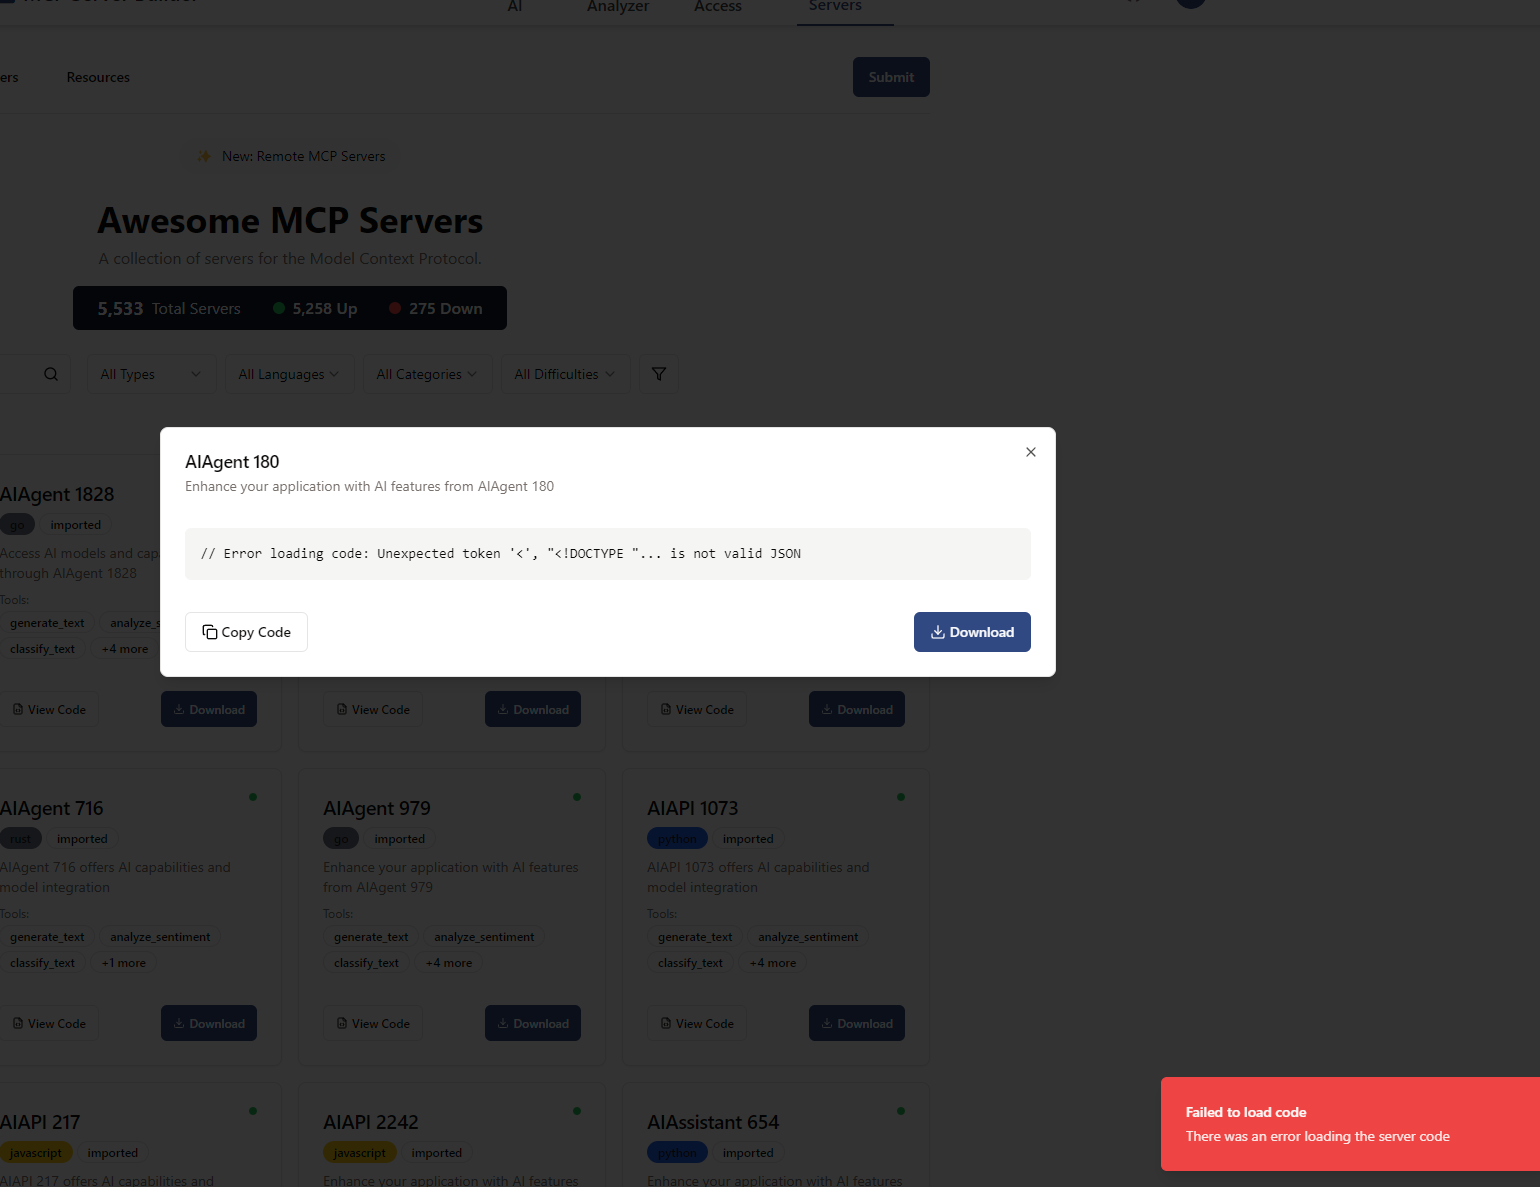 AI
Analyzer
Access
Servers
ers
Resources
Submit
✨ New: Remote MCP Servers
Awesome MCP Servers
A collection of servers for the Model Context Protocol.
5,533 Total Servers 5,258 Up 275 Down
All Types
All Languages
All Categories
All Difficulties
AIAgent 180
Enhance your application with AI features from AIAgent 180
// Error loading code: Unexpected token '<', "<!DOCTYPE "... is not valid JSON
Copy Code
Download
AIAgent 1828
go imported
Access AI models and cap
through AIAgent 1828
Tools:
generate_text analyze_s
classify_text +4 more
View Code Download
View Code Download
View Code Download
AIAgent 716
rust imported
AIAgent 716 offers AI capabilities and
model integration
Tools:
generate_text analyze_sentiment
classify_text +1 more
View Code Download
AIAgent 979
go imported
Enhance your application with AI features
from AIAgent 979
Tools:
generate_text analyze_sentiment
classify_text +4 more
View Code Download
AIAPI 1073
python imported
AIAPI 1073 offers AI capabilities and
model integration
Tools:
generate_text analyze_sentiment
classify_text +4 more
View Code Download
AIAPI 217
javascript imported
AIAPI 217 offers AI capabilities and
AIAPI 2242
javascript imported
Enhance your application with AI features
AIAssistant 654
python imported
Enhance your application with AI features
Failed to load code
There was an error loading the server code